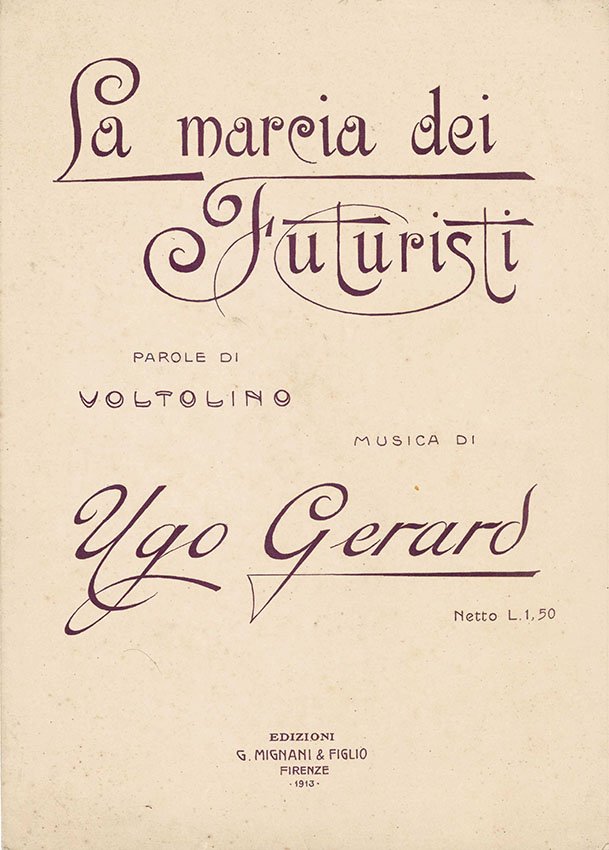 La marcia dei
Futuristi
PAROLE DI
VOLTOLINO
MUSICA DI
Ugo Gerard
Netto L. 1,50
EDIZIONI
G. MIGNANI & FIGLIO
FIRENZE
·1913·